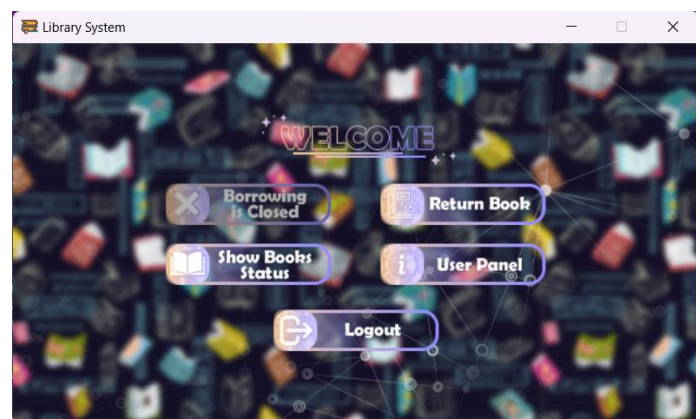 Library System
WELCOME
Borrowing
is Closed
Return Book
Show Books
Status
User Panel
Logout